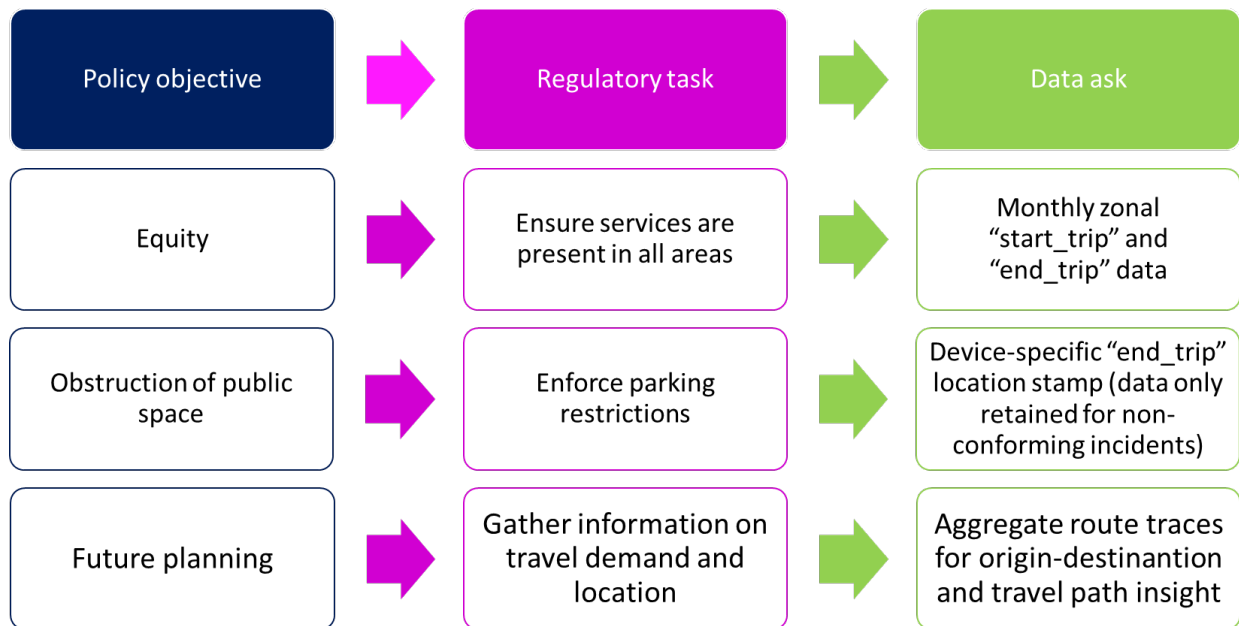 Policy objective
Regulatory task
Data ask
Equity
Ensure services are
present in all areas
Monthly zonal
“start_trip” and
“end_trip” data
Obstruction of public
space
Enforce parking
restrictions
Device-specific “end_trip”
location stamp (data only
retained for non-
conforming incidents)
Future planning
Gather information on
travel demand and
location
Aggregate route traces
for origin-destinantion
and travel path insight